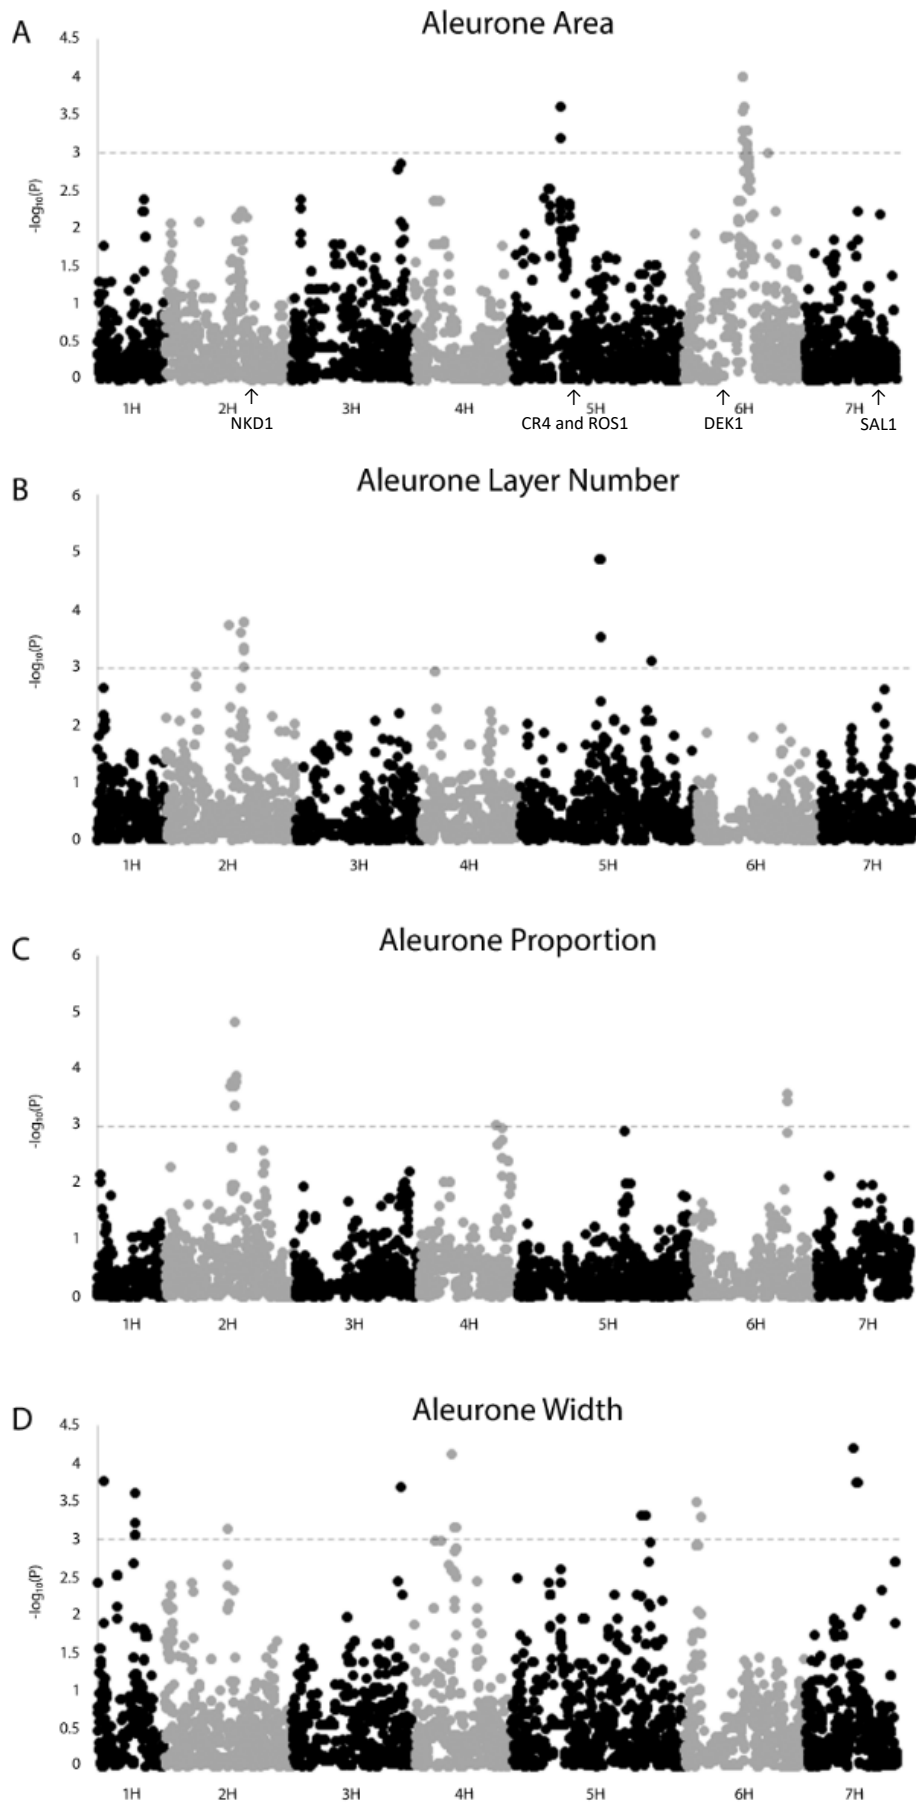 A
Aleurone Area
4.5
4
3.5
3
2.5
2
1.5
1
0.5
0
-log₁₀(P)
1H 2H 3H 4H 5H 6H 7H
NKD1 CR4 and ROS1 DEK1 SAL1
B
Aleurone Layer Number
6
5
4
3
2
1
0
-log₁₀(P)
1H 2H 3H 4H 5H 6H 7H
C
Aleurone Proportion
6
5
4
3
2
1
0
-log₁₀(P)
1H 2H 3H 4H 5H 6H 7H
D
Aleurone Width
4.5
4
3.5
3
2.5
2
1.5
1
0.5
0
-log₁₀(P)
1H 2H 3H 4H 5H 6H 7H